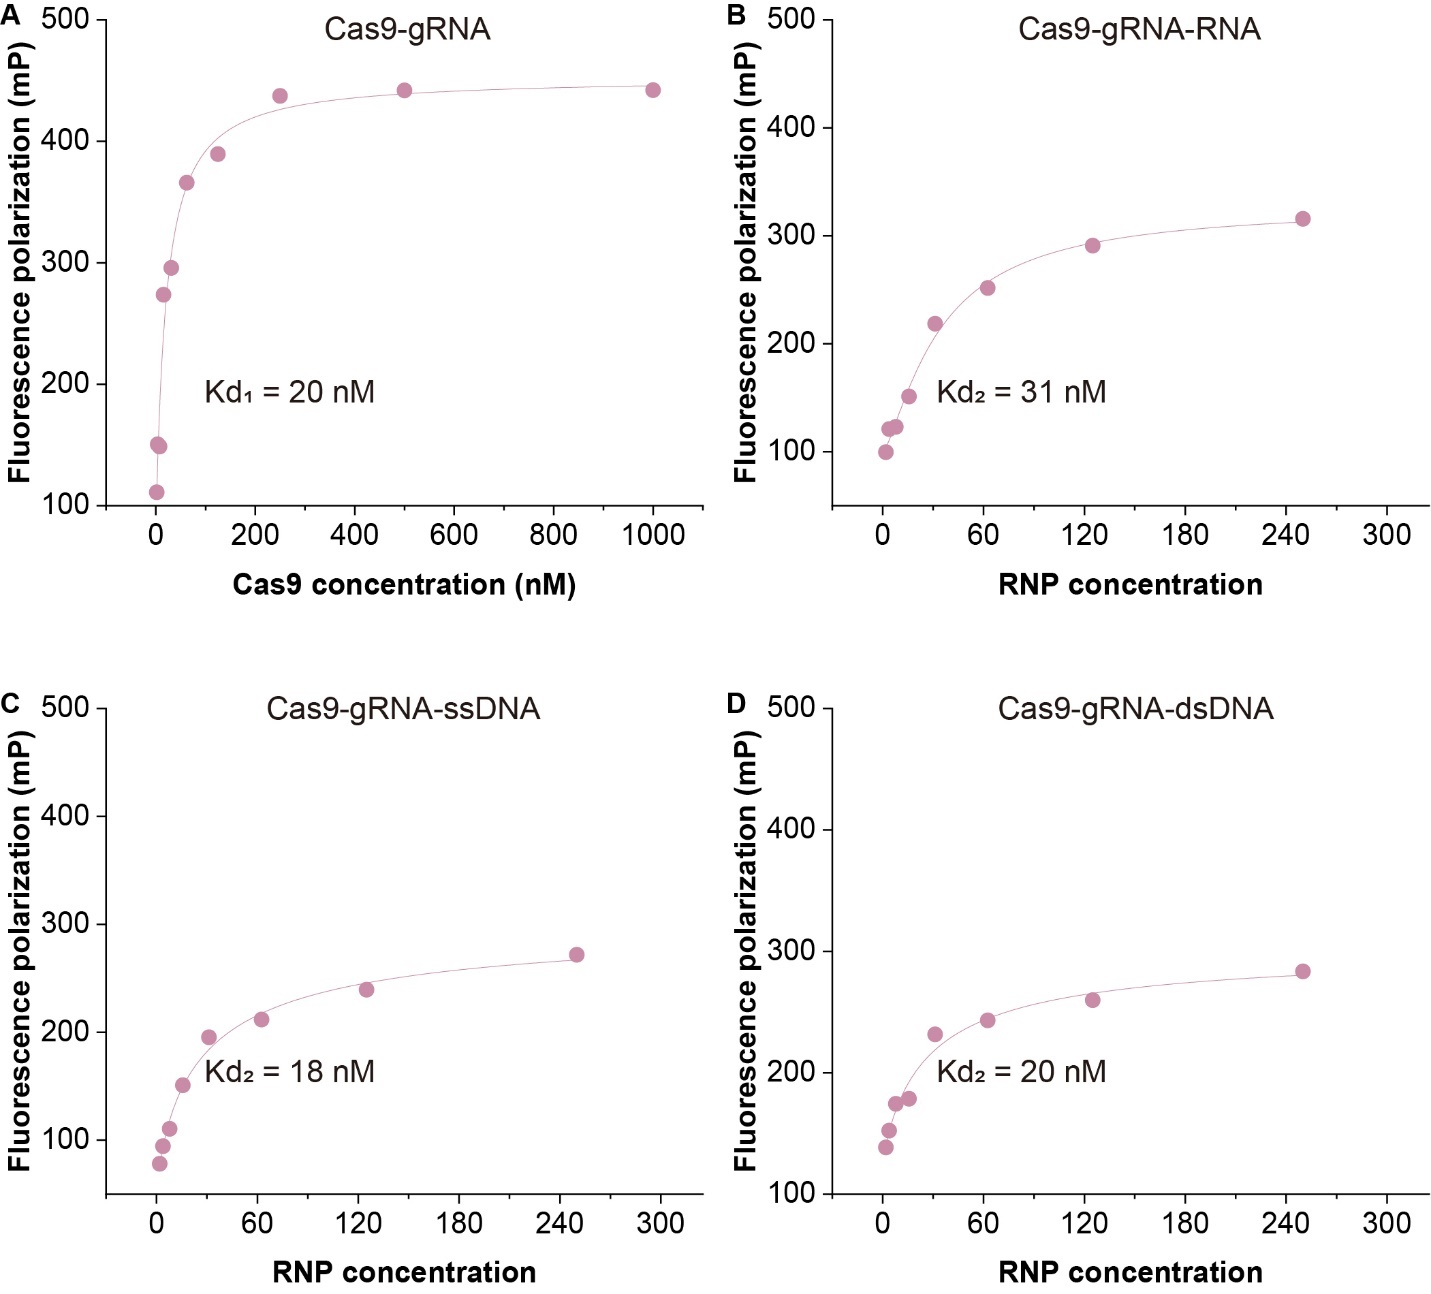 A
Cas9-gRNA
Fluorescence polarization (mP)
500
400
300
200
100
Kd₁ = 20 nM
0 200 400 600 800 1000
Cas9 concentration (nM)
B
Cas9-gRNA-RNA
Fluorescence polarization (mP)
500
400
300
200
100
Kd₂ = 31 nM
0 60 120 180 240 300
RNP concentration
C
Cas9-gRNA-ssDNA
Fluorescence polarization (mP)
500
400
300
200
100
Kd₂ = 18 nM
0 60 120 180 240 300
RNP concentration
D
Cas9-gRNA-dsDNA
Fluorescence polarization (mP)
500
400
300
200
100
Kd₂ = 20 nM
0 60 120 180 240 300
RNP concentration